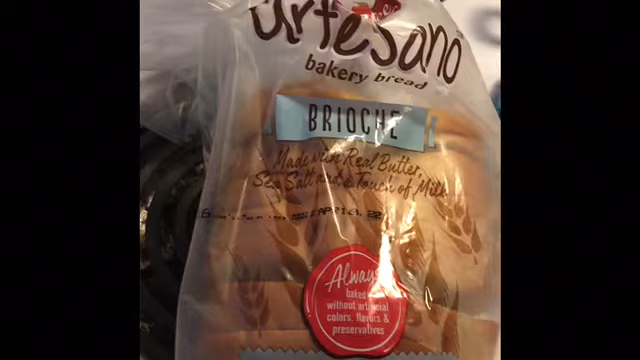 Artesano
bakery bread
BRIOCHE
Made with Real Butter,
Sea Salt and a Touch of Milk
Always
baked
without artificial
colors, flavors &
preservatives